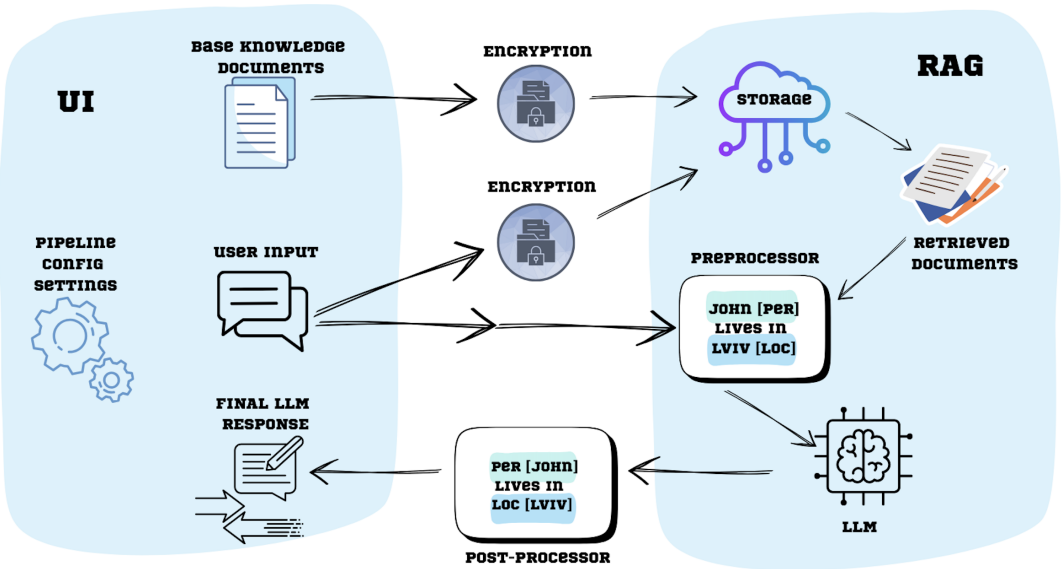 UI
BASE KNOWLEDGE
DOCUMENTS
ENCRYPTION
STORAGE
RAG
ENCRYPTION
RETRIEVED
DOCUMENTS
PIPELINE
CONFIG
SETTINGS
USER INPUT
PREPROCESSOR
JOHN [PER]
LIVES IN
LVIV [LOC]
FINAL LLM
RESPONSE
PER [JOHN]
LIVES IN
LOC [LVIV]
POST-PROCESSOR
LLM